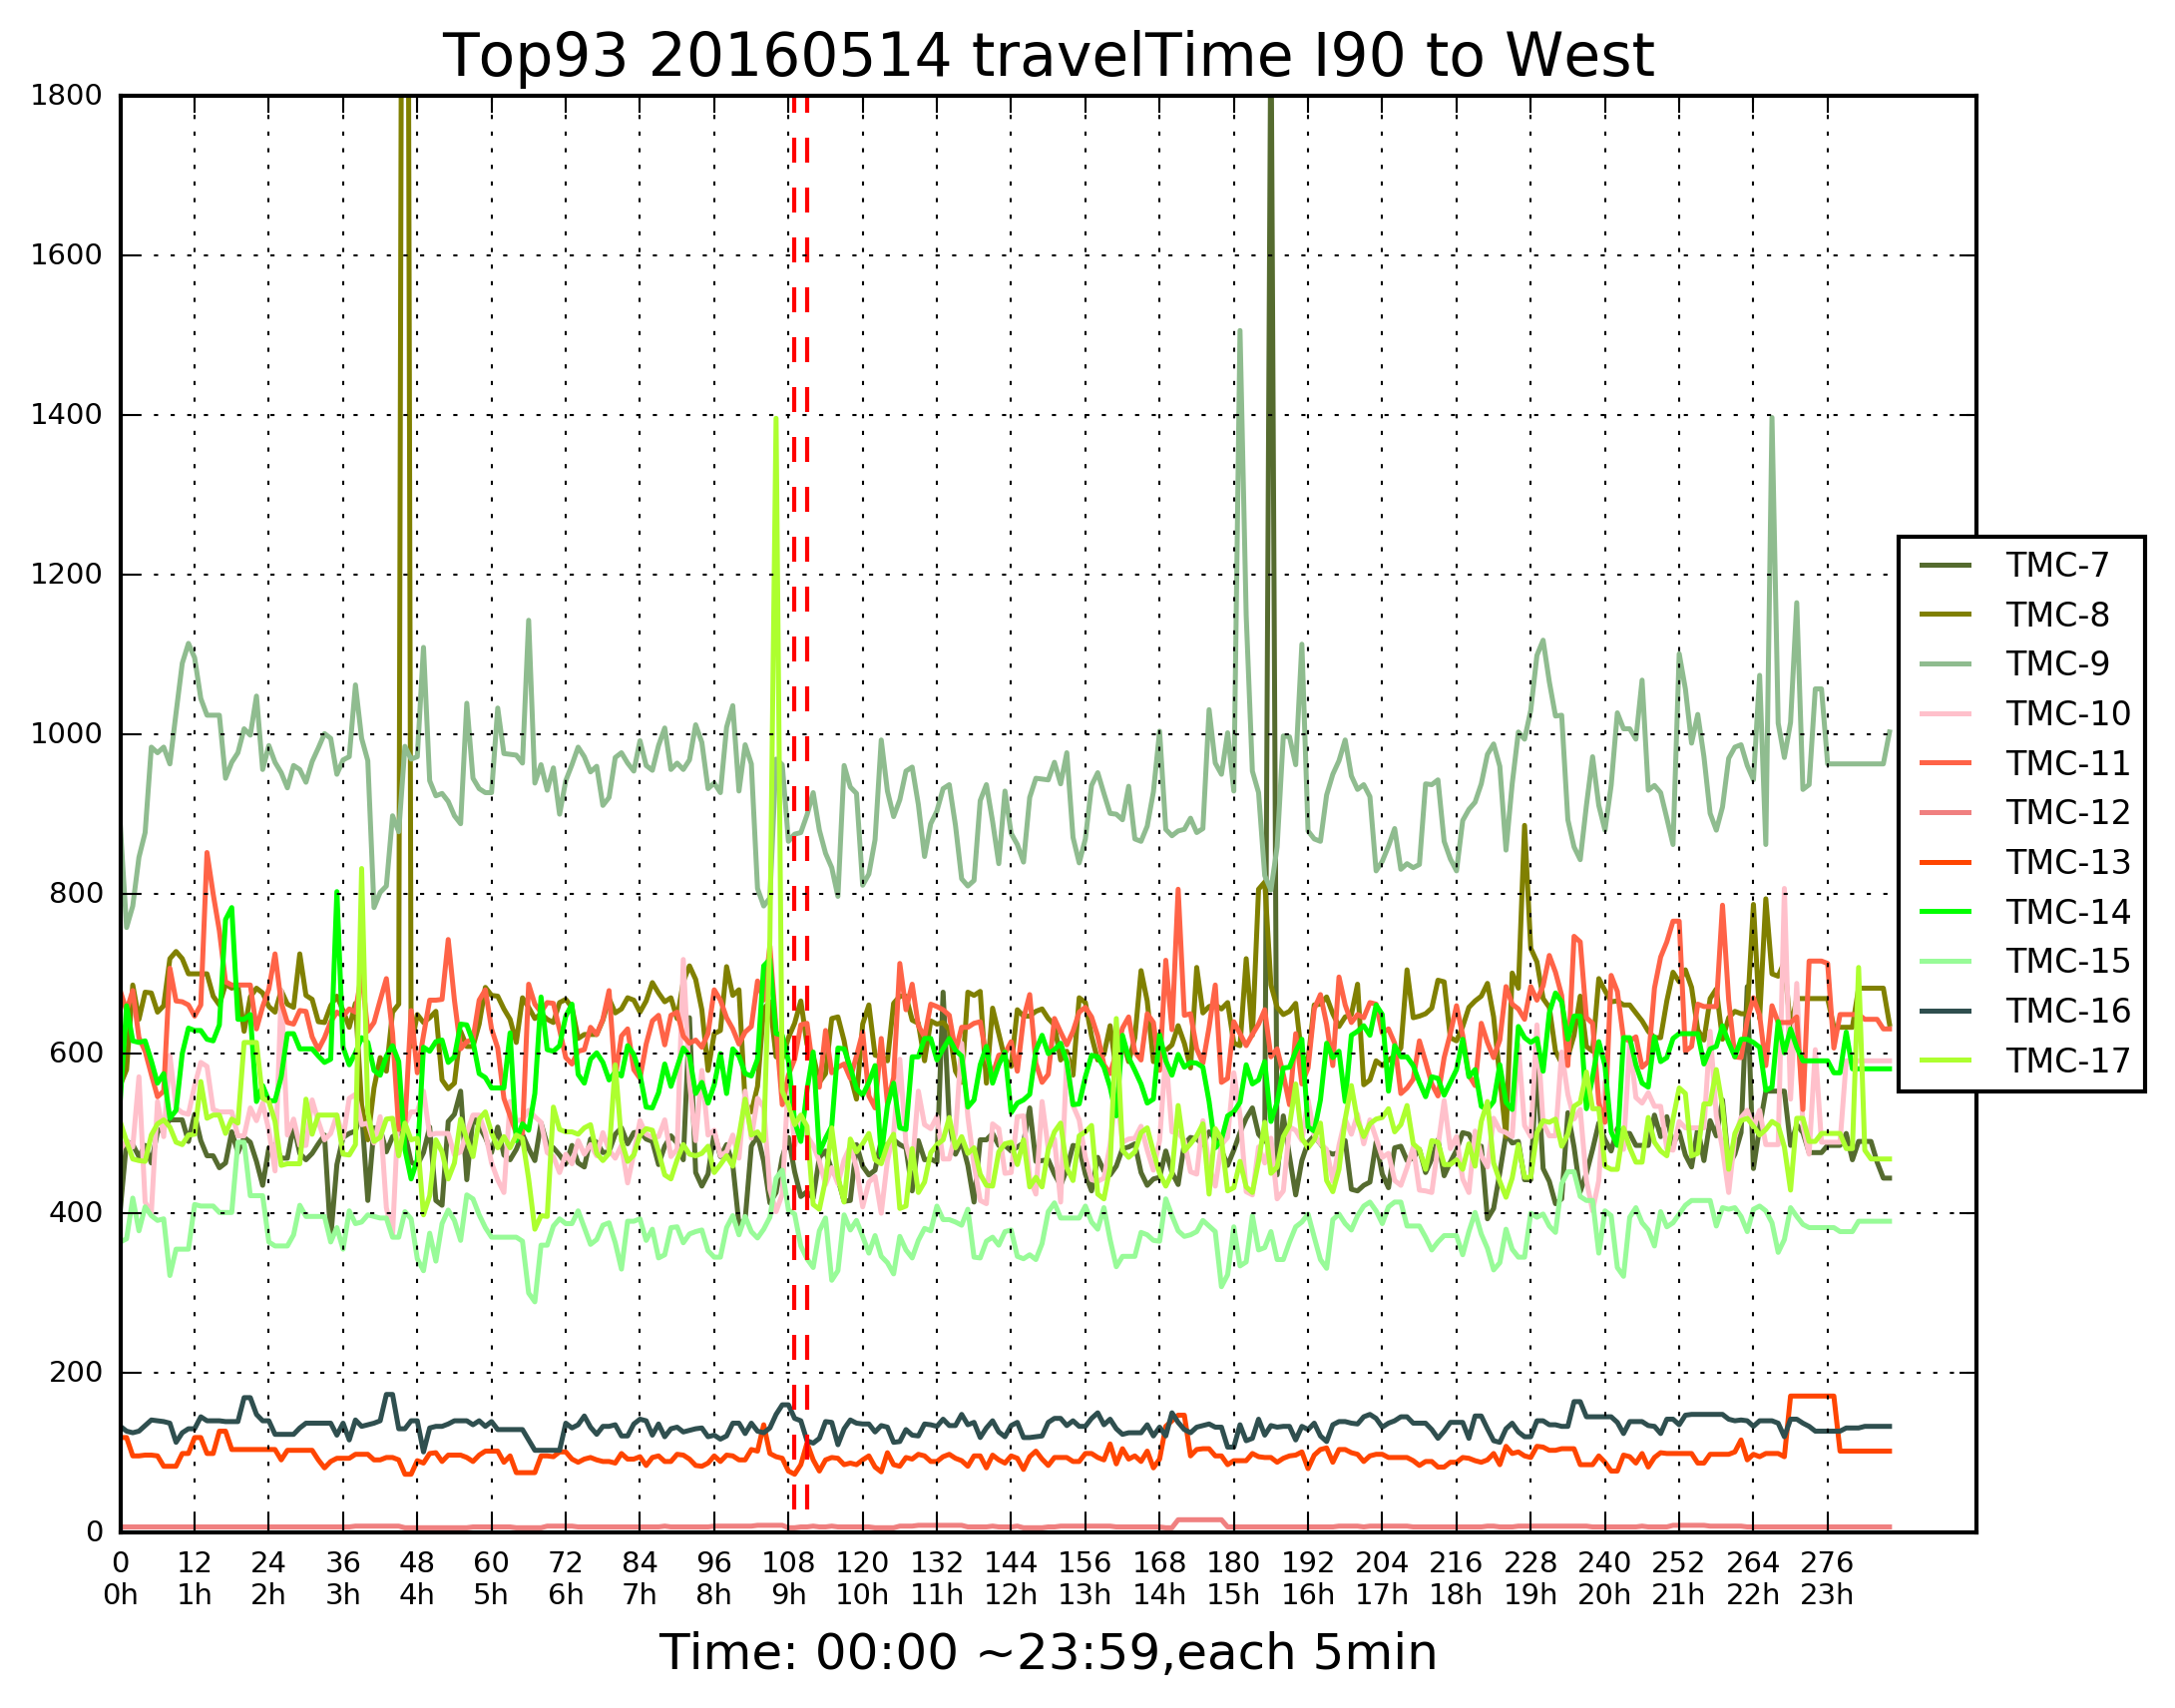 Top93 20160514 travelTime I90 to West
1800
1600
1400
1200
1000
800
600
400
200
0
TMC-7
TMC-8
TMC-9
TMC-10
TMC-11
TMC-12
TMC-13
TMC-14
TMC-15
TMC-16
TMC-17
0 12 24 36 48 60 72 84 96 108 120 132 144 156 168 180 192 204 216 228 240 252 264 276
0h 1h 2h 3h 4h 5h 6h 7h 8h 9h 10h 11h 12h 13h 14h 15h 16h 17h 18h 19h 20h 21h 22h 23h
Time: 00:00 ~23:59,each 5min